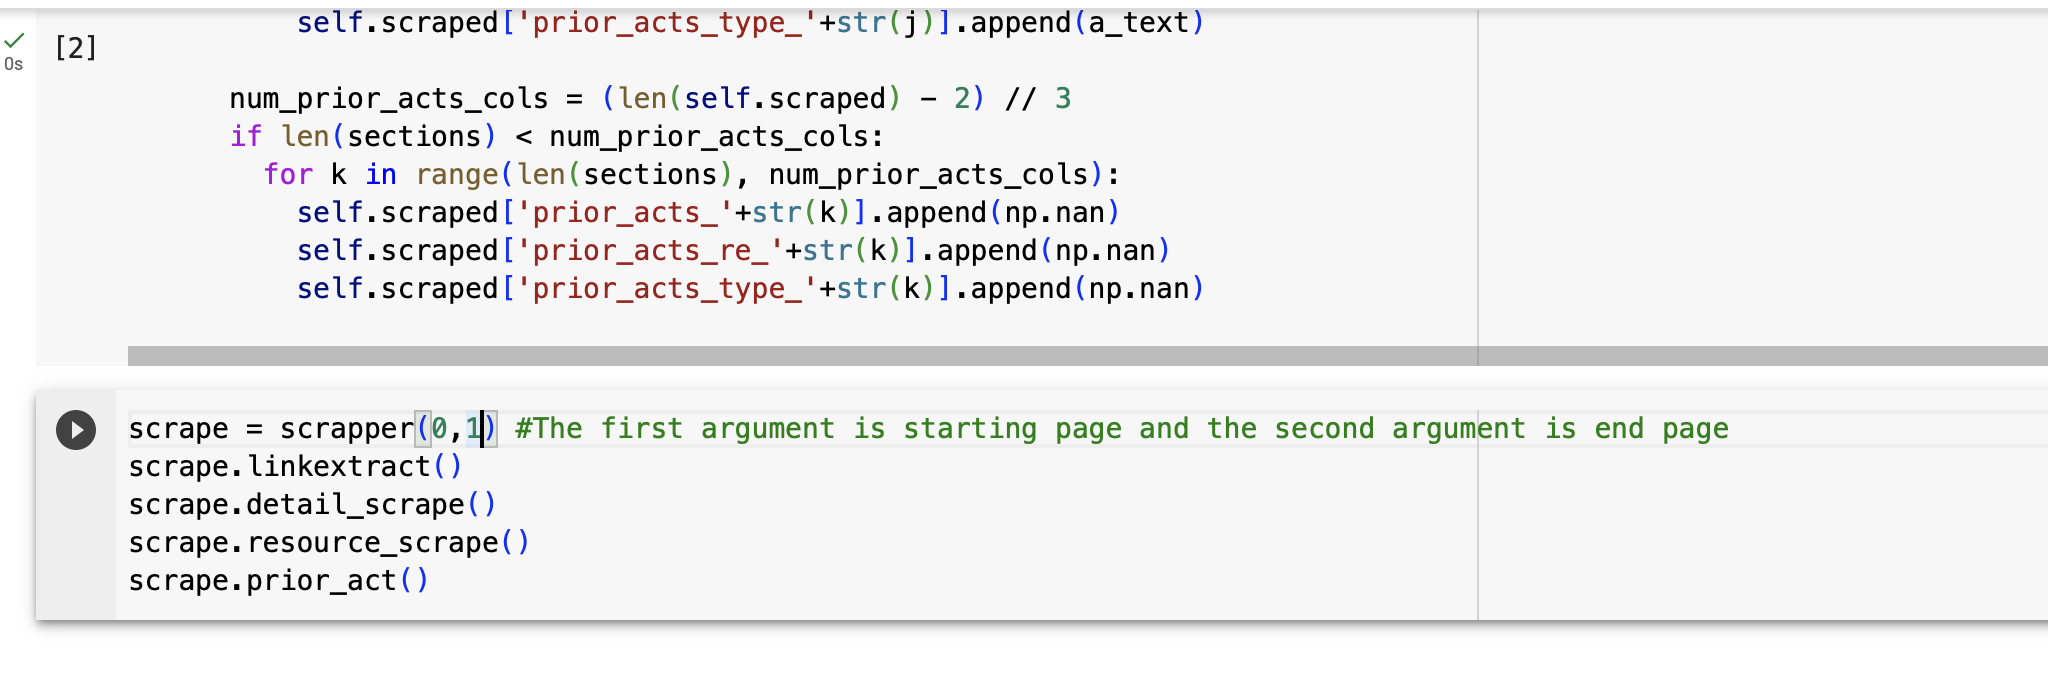 self.scraped['prior_acts_type_'+str(j)].append(a_text)
[2]
0s
num_prior_acts_cols = (len(self.scraped) - 2) // 3
if len(sections) < num_prior_acts_cols:
for k in range(len(sections), num_prior_acts_cols):
self.scraped['prior_acts_'+str(k)].append(np.nan)
self.scraped['prior_acts_re_'+str(k)].append(np.nan)
self.scraped['prior_acts_type_'+str(k)].append(np.nan)
scrape = scrapper(0,1) #The first argument is starting page and the second argument is end page
scrape.linkextract()
scrape.detail_scrape()
scrape.resource_scrape()
scrape.prior_act()